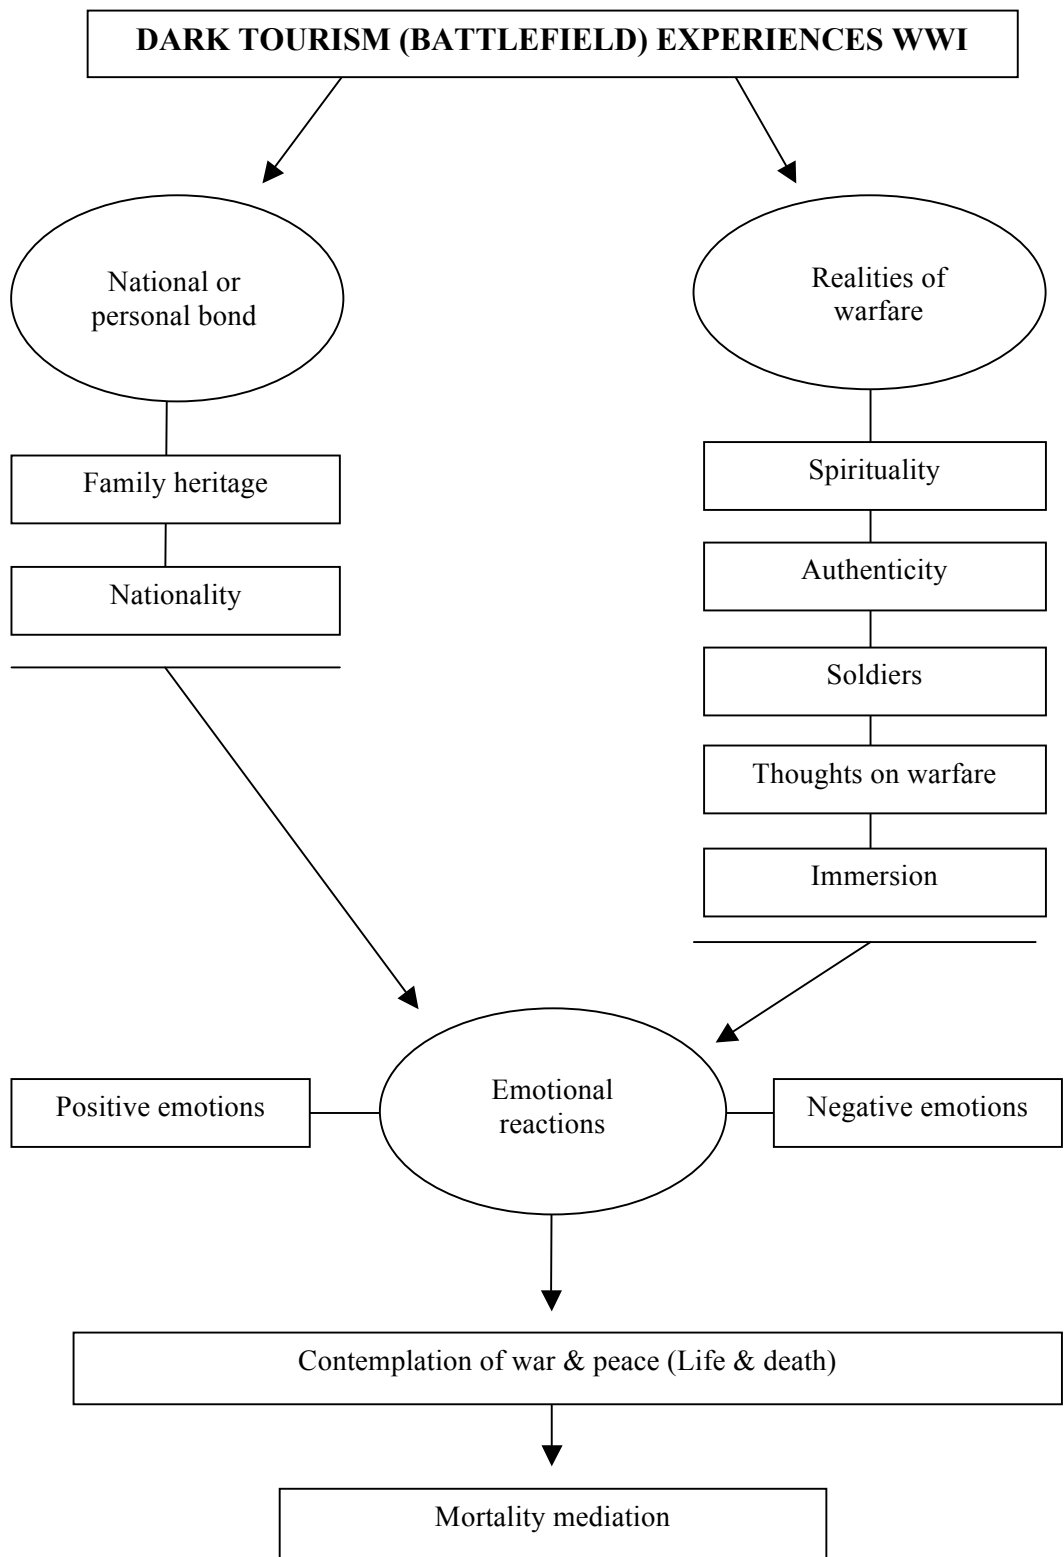 DARK TOURISM (BATTLEFIELD) EXPERIENCES WWI
National or
personal bond
Realities of
warfare
Family heritage
Nationality
Spirituality
Authenticity
Soldiers
Thoughts on warfare
Immersion
Emotional
reactions
Positive emotions
Negative emotions
Contemplation of war & peace (Life & death)
Mortality mediation